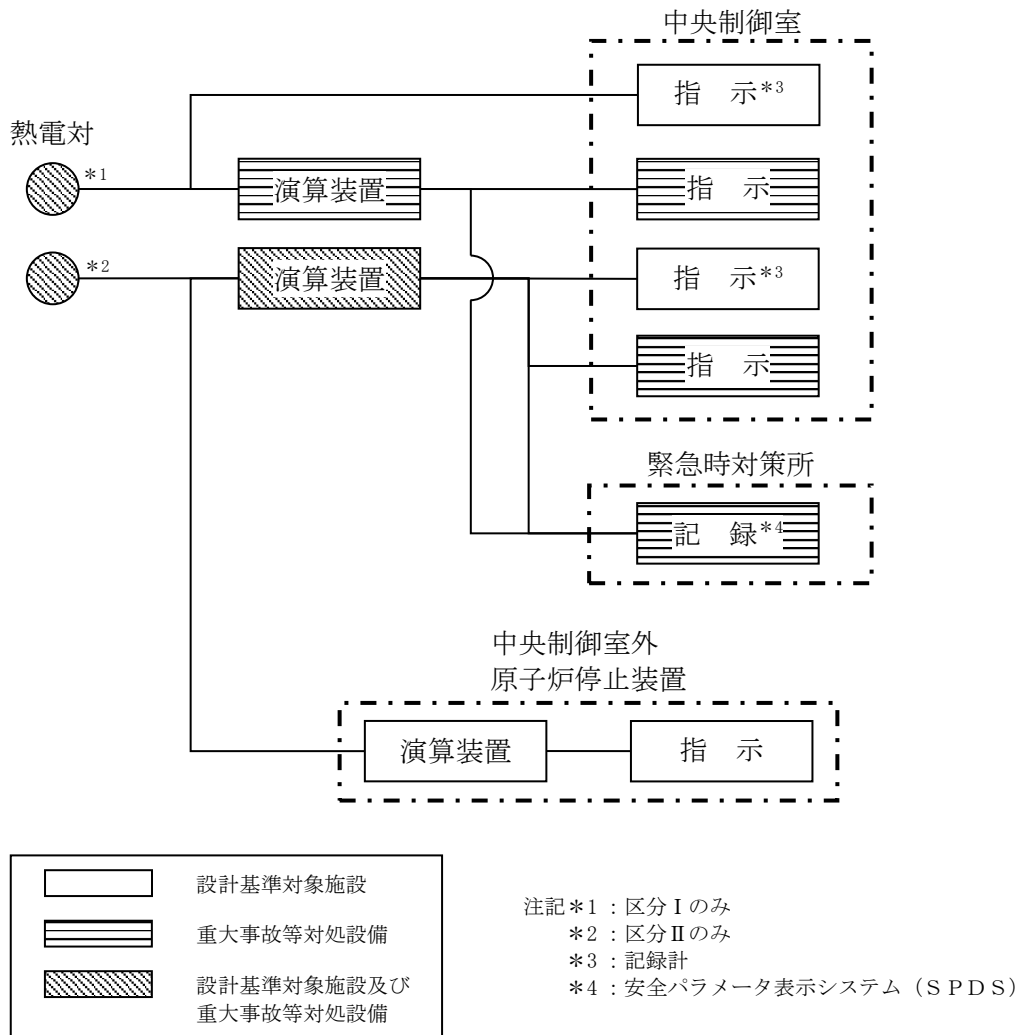 中央制御室
指 示*3
熱電対
*1
演算装置
指 示
*2
演算装置
指 示*3
指 示
緊急時対策所
記 録*4
中央制御室外
原子炉停止装置
演算装置
指 示
設計基準対象施設
重大事故等対処設備
設計基準対象施設及び
重大事故等対処設備
注記*1:区分Ⅰのみ
*2:区分Ⅱのみ
*3:記録計
*4:安全パラメータ表示システム(SPDS)